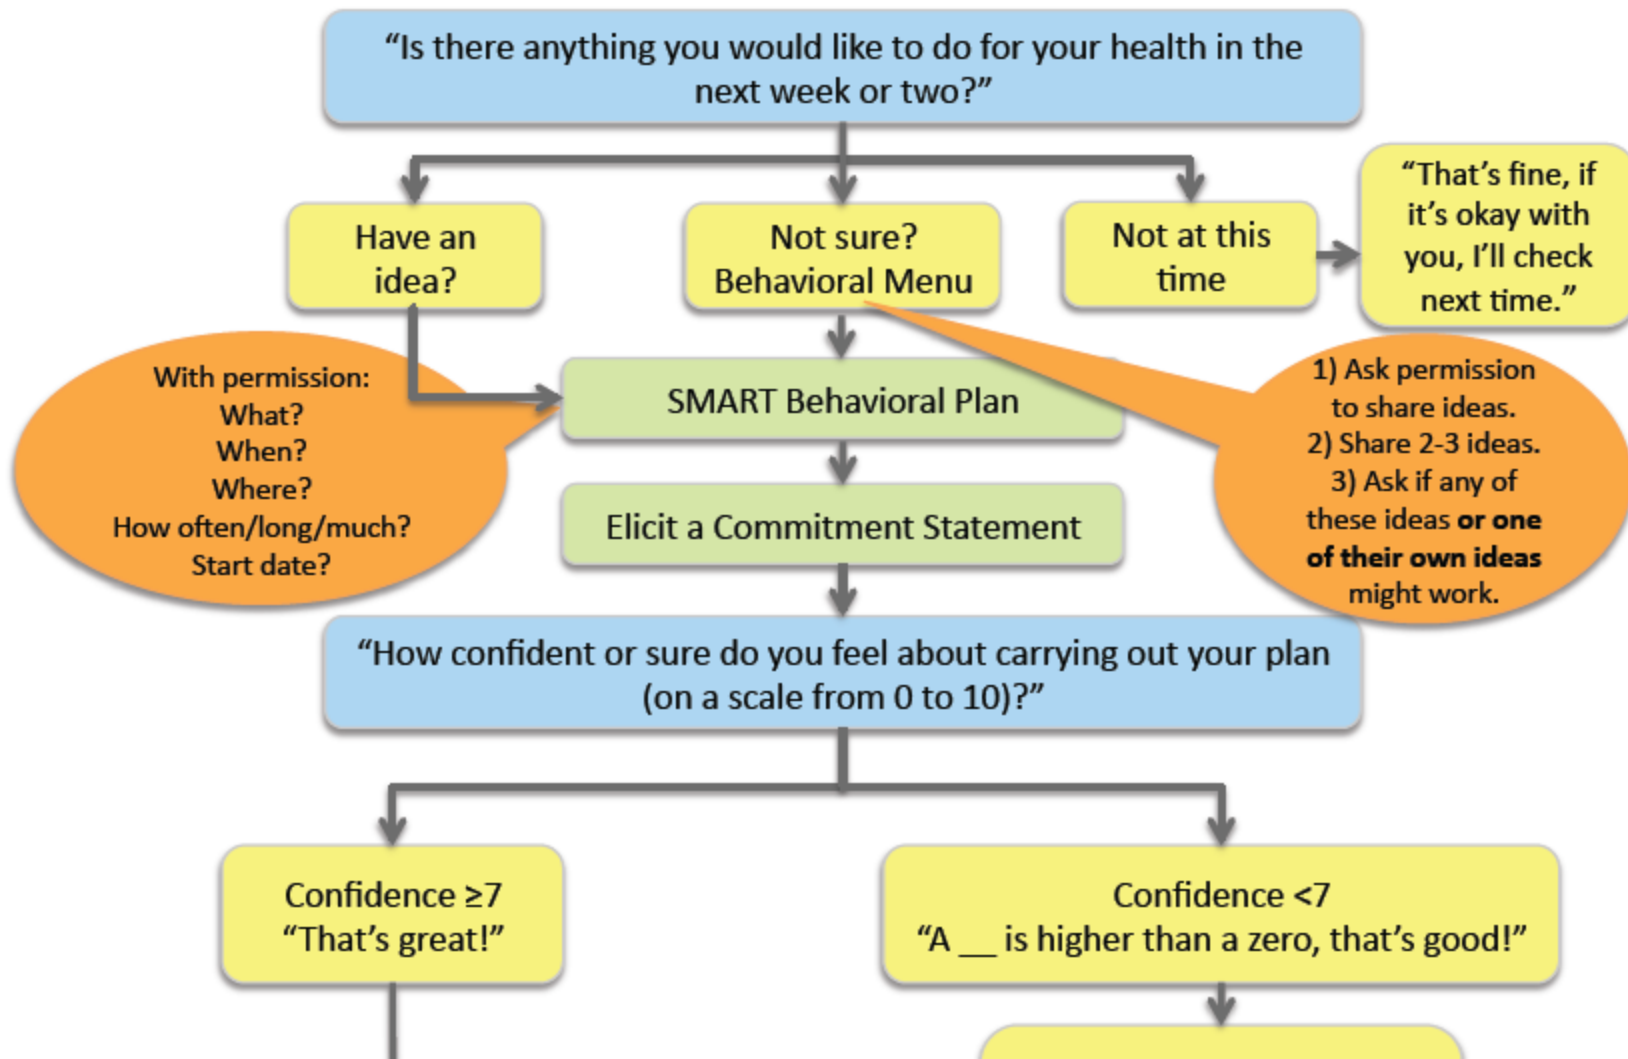 “Is there anything you would like to do for your health in the
next week or two?”
Have an
idea?
Not sure?
Behavioral Menu
Not at this
time
“That’s fine, if
it’s okay with
you, I’ll check
next time.”
With permission:
What?
When?
Where?
How often/long/much?
Start date?
SMART Behavioral Plan
1) Ask permission
to share ideas.
2) Share 2-3 ideas.
3) Ask if any of
these ideas or one
of their own ideas
might work.
Elicit a Commitment Statement
“How confident or sure do you feel about carrying out your plan
(on a scale from 0 to 10)?”
Confidence ≥7
“That’s great!”
Confidence <7
“A __ is higher than a zero, that’s good!”